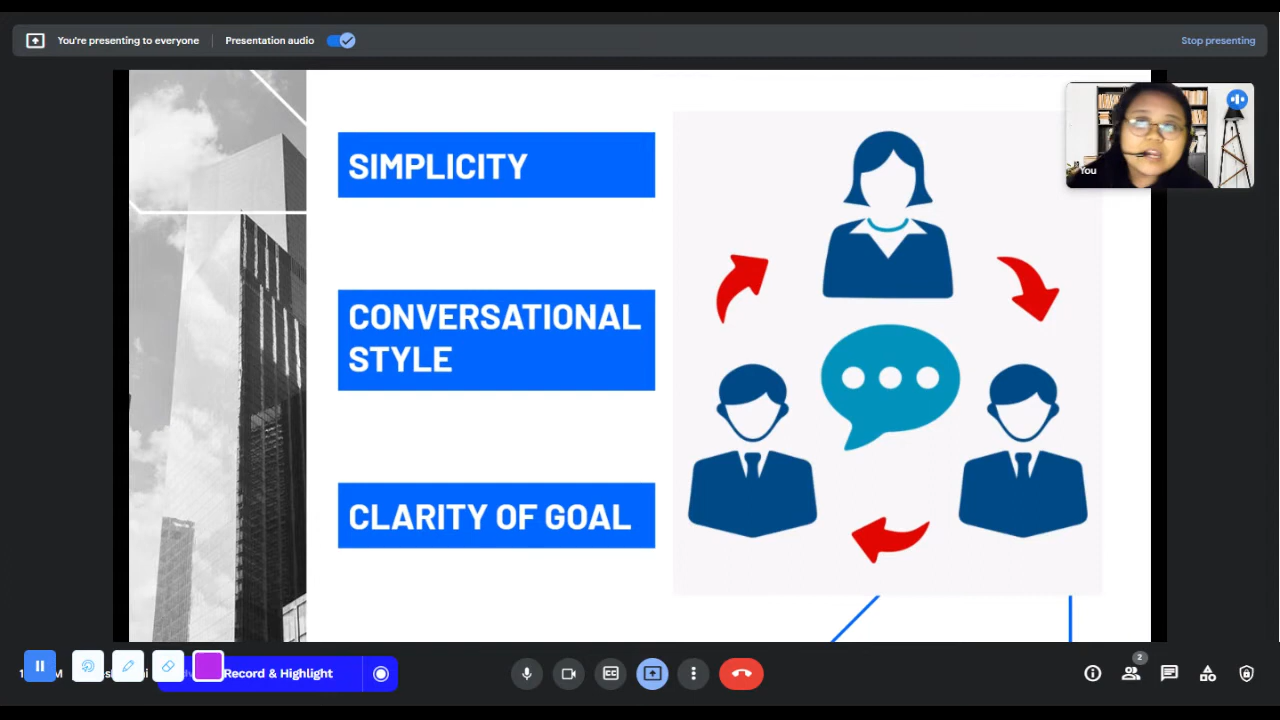 You're presenting to everyone
Presentation audio
Stop presenting
You
SIMPLICITY
CONVERSATIONAL
STYLE
CLARITY OF GOAL
Record & Highlight
CC
2